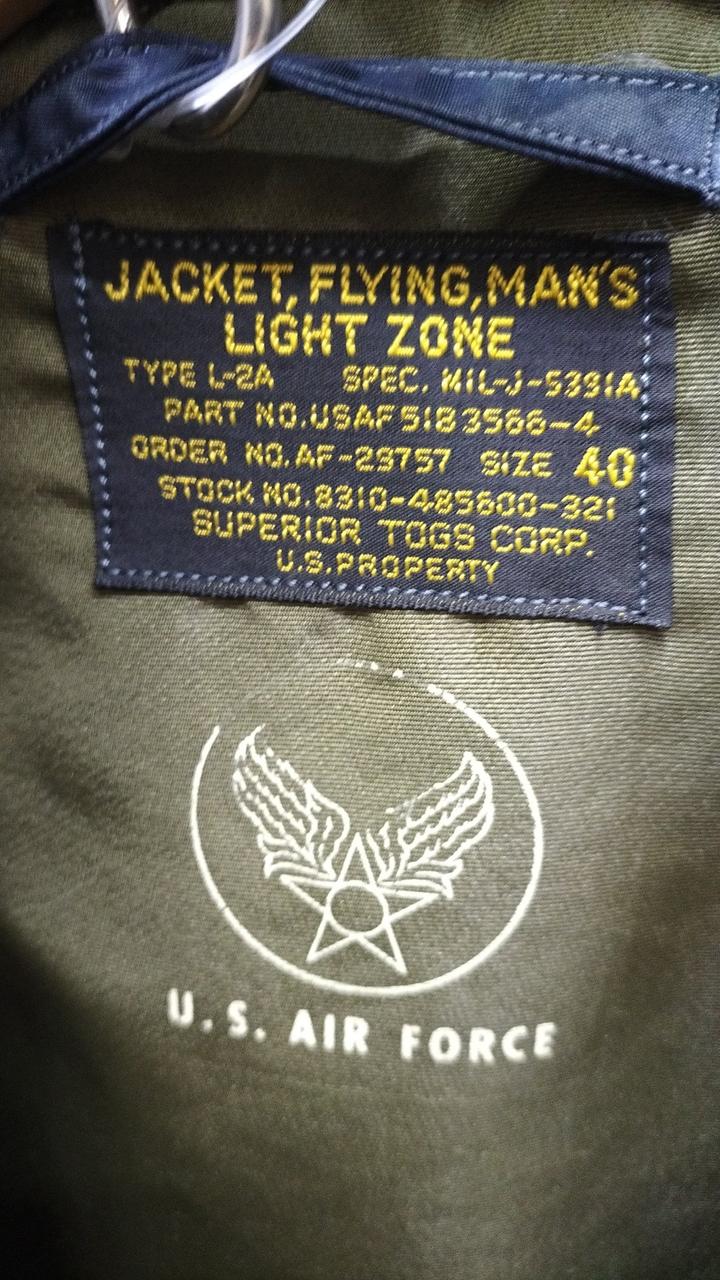 JACKET, FLYING, MAN'S
LIGHT ZONE
TYPE L-2A SPEC. MIL-J-5391A
PART NO. USAF 51B3566-4
ORDER NO. AF-29757 SIZE 40
STOCK NO. 8310-485600-321
SUPERIOR TOGS CORP.
U.S. PROPERTY
U.S. AIR FORCE